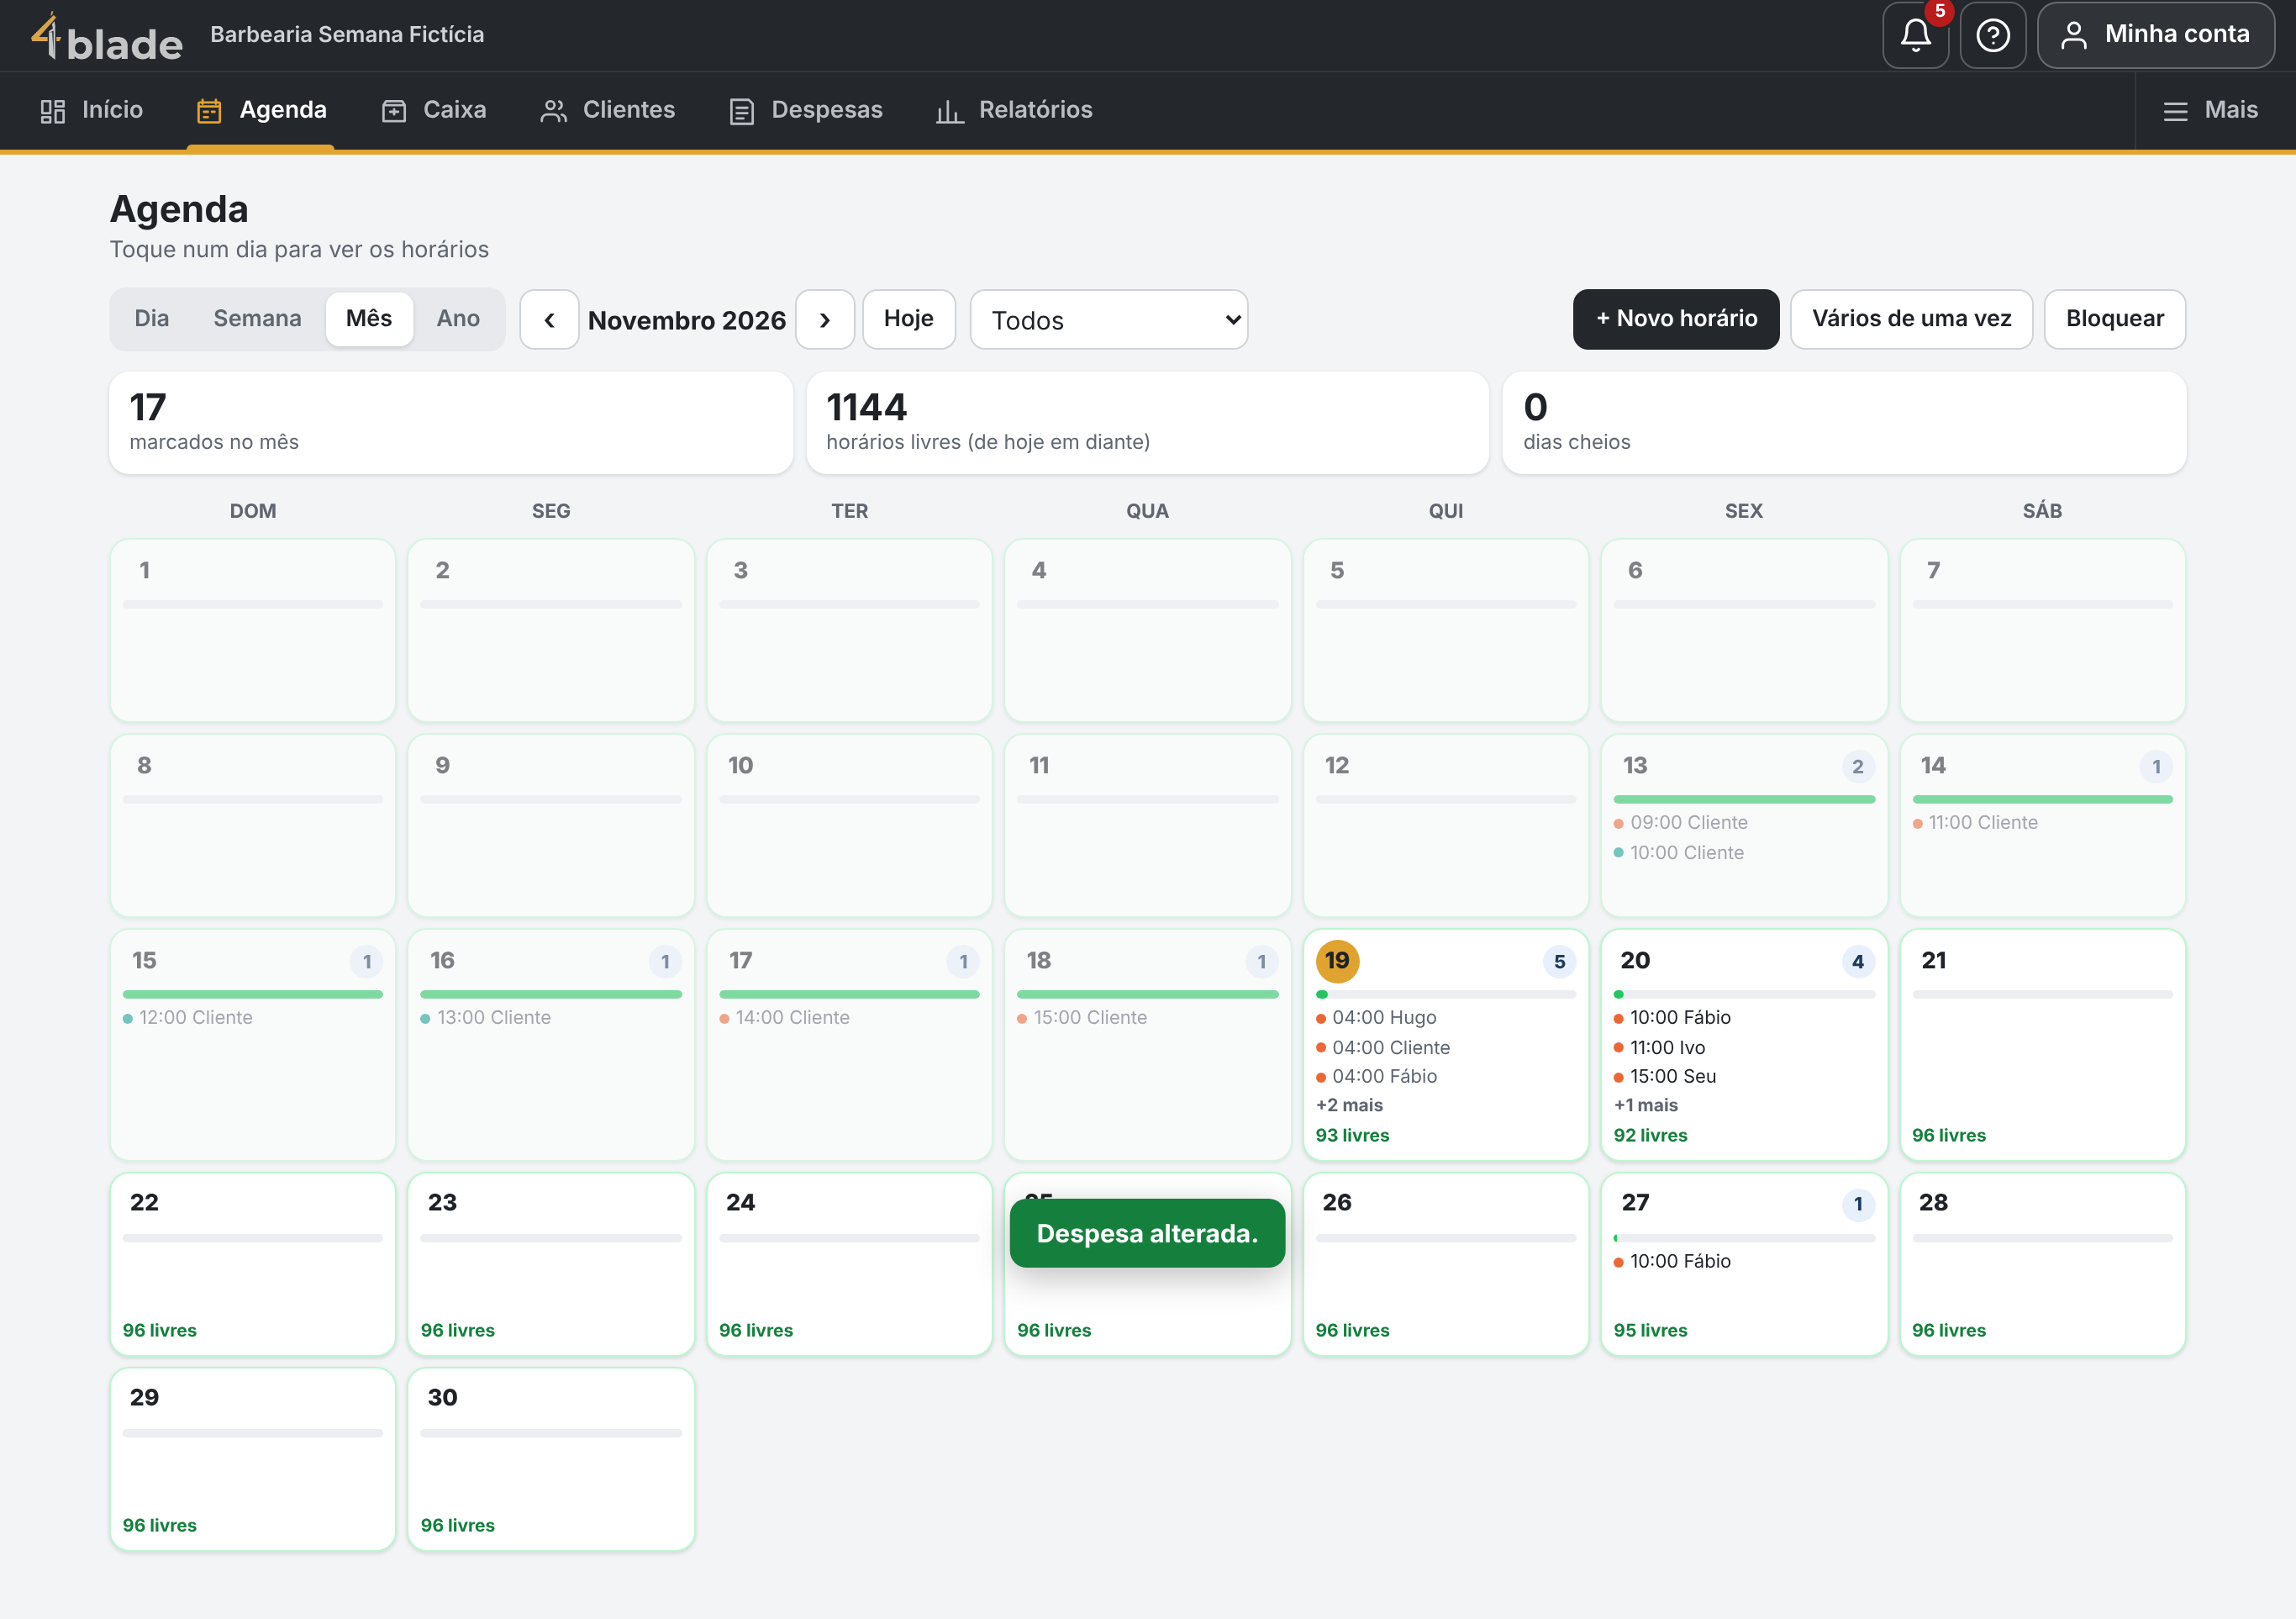 4blade Barbearia Semana Fictícia 5 Minha conta
Início Agenda Caixa Clientes Despesas Relatórios Mais
Agenda
Toque num dia para ver os horários
Dia Semana Mês Ano ‹ Novembro 2026 › Hoje Todos + Novo horário Vários de uma vez Bloquear
17 1144 0
marcados no mês horários livres (de hoje em diante) dias cheios
DOM SEG TER QUA QUI SEX SÁB
1 2 3 4 5 6 7
8 9 10 11 12 13 2 14 1
09:00 Cliente 11:00 Cliente
10:00 Cliente
15 1 16 1 17 1 18 1 19 5 20 4 21
12:00 Cliente 13:00 Cliente 14:00 Cliente 15:00 Cliente 04:00 Hugo 10:00 Fábio
04:00 Cliente 11:00 Ivo
04:00 Fábio 15:00 Seu
+2 mais +1 mais
93 livres 92 livres 96 livres
22 23 24 26 27 1 28
Despesa alterada.
10:00 Fábio
96 livres 96 livres 96 livres 96 livres 96 livres 95 livres 96 livres
29 30
96 livres 96 livres